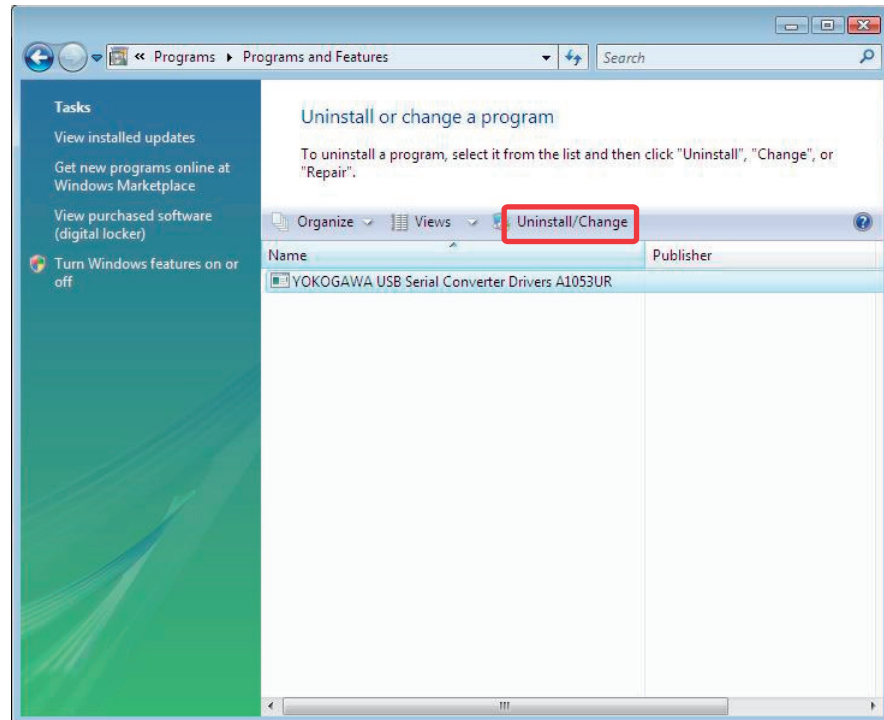 « Programs ▸ Programs and Features
Search
Tasks
View installed updates
Get new programs online at
Windows Marketplace
View purchased software
(digital locker)
Turn Windows features on or
off
Uninstall or change a program
To uninstall a program, select it from the list and then click "Uninstall", "Change", or
"Repair".
Organize Views Uninstall/Change
Name Publisher
YOKOGAWA USB Serial Converter Drivers A1053UR